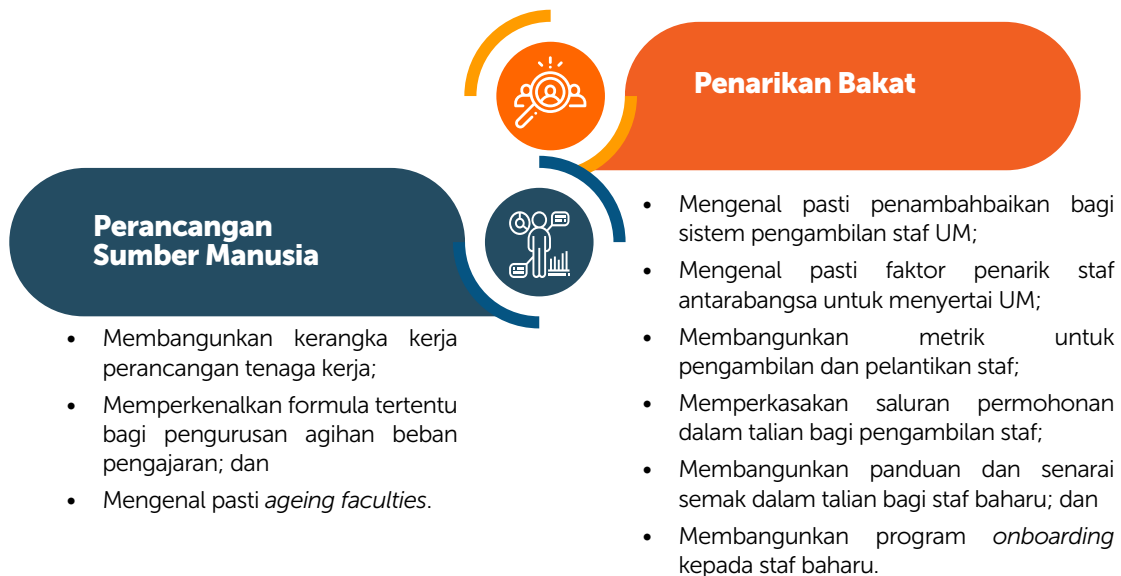 Perancangan
Sumber Manusia
• Membangunkan kerangka kerja
perancangan tenaga kerja;
• Memperkenalkan formula tertentu
bagi pengurusan agihan beban
pengajaran; dan
• Mengenal pasti ageing faculties.
Penarikan Bakat
• Mengenal pasti penambahbaikan bagi
sistem pengambilan staf UM;
• Mengenal pasti faktor penarik staf
antarabangsa untuk menyertai UM;
• Membangunkan metrik untuk
pengambilan dan pelantikan staf;
• Memperkasakan saluran permohonan
dalam talian bagi pengambilan staf;
• Membangunkan panduan dan senarai
semak dalam talian bagi staf baharu; dan
• Membangunkan program onboarding
kepada staf baharu.